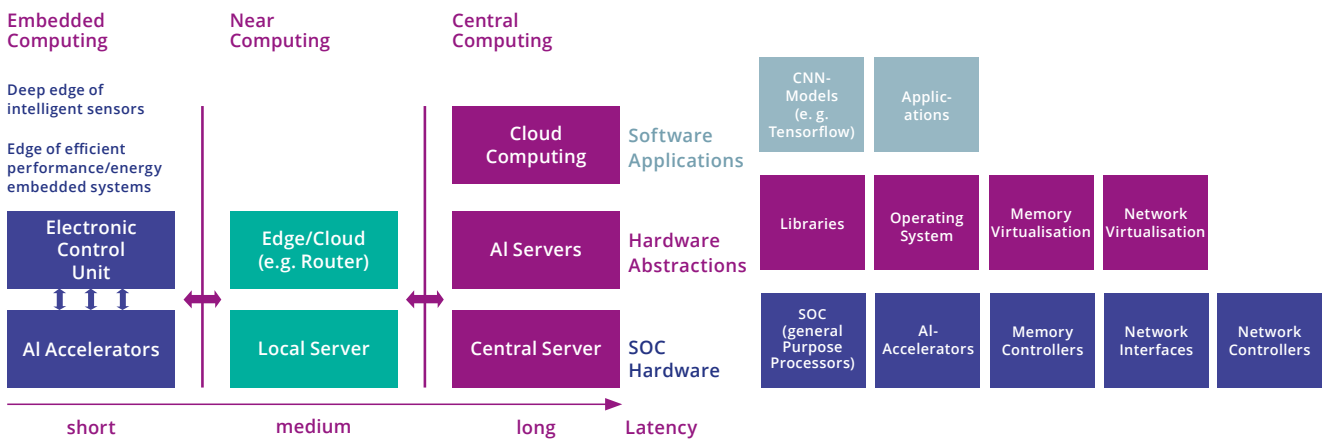 Embedded
Computing
Near
Computing
Central
Computing
Deep edge of
intelligent sensors
Edge of efficient
performance/energy
embedded systems
Electronic
Control
Unit
AI Accelerators
Edge/Cloud
(e.g. Router)
Local Server
Cloud
Computing
AI Servers
Central Server
Software
Applications
Hardware
Abstractions
SOC
Hardware
CNN-
Models
(e. g.
Tensorflow)
Applic-
ations
Libraries
Operating
System
Memory
Virtualisation
Network
Virtualisation
SOC
(general
Purpose
Processors)
AI-
Accelerators
Memory
Controllers
Network
Interfaces
Network
Controllers
short
medium
long
Latency